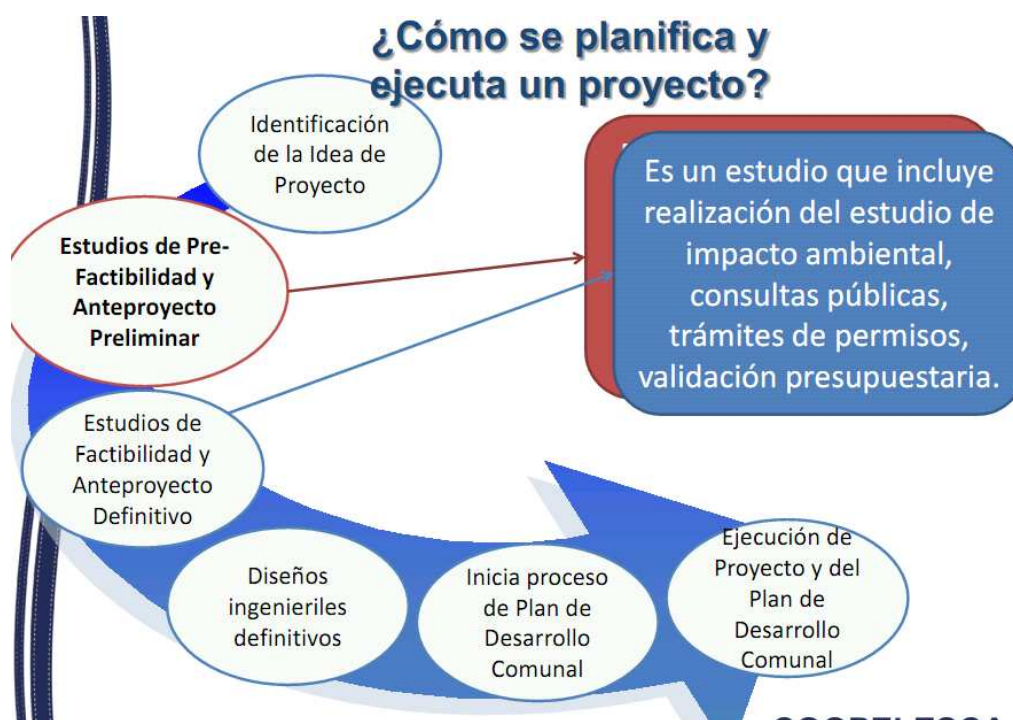 ¿Cómo se planifica y
ejecuta un proyecto?
Identificación
de la Idea de
Proyecto
Estudios de Pre-
Factibilidad y
Anteproyecto
Preliminar
Es un estudio que incluye
realización del estudio de
impacto ambiental,
consultas públicas,
trámites de permisos,
validación presupuestaria.
Estudios de
Factibilidad y
Anteproyecto
Definitivo
Diseños
ingenieriles
definitivos
Inicia proceso
de Plan de
Desarrollo
Comunal
Ejecución de
Proyecto y del
Plan de
Desarrollo
Comunal